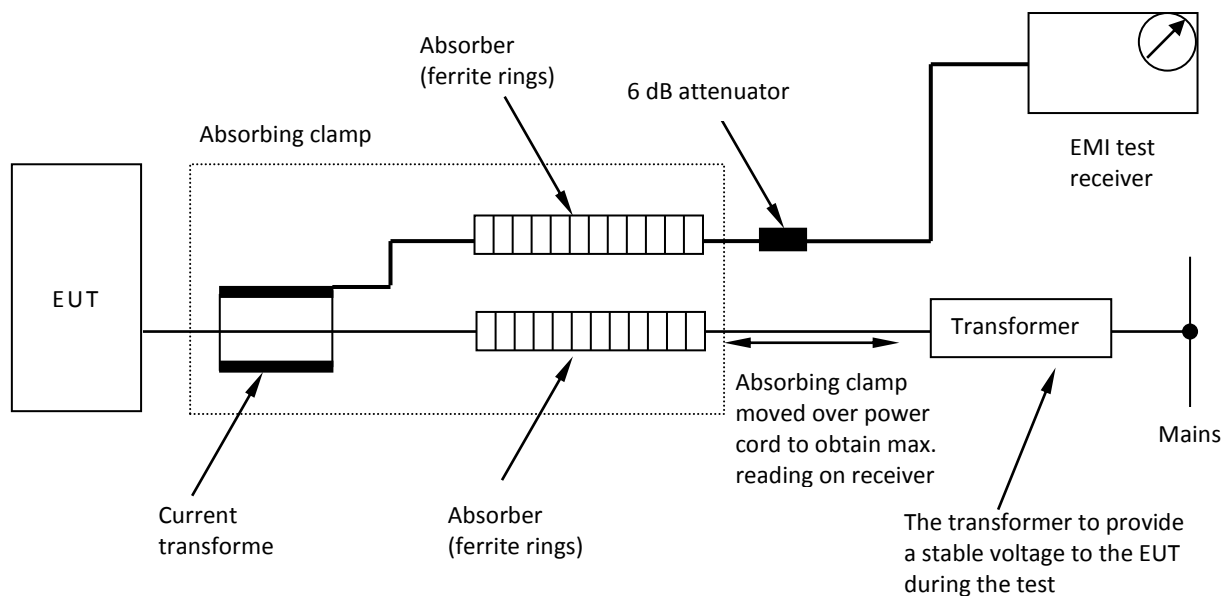 Absorber
(ferrite rings)
6 dB attenuator
Absorbing clamp
EMI test
receiver
EUT
Transformer
Absorbing clamp
moved over power
cord to obtain max.
reading on receiver
Mains
Current
transforme
Absorber
(ferrite rings)
The transformer to provide
a stable voltage to the EUT
during the test